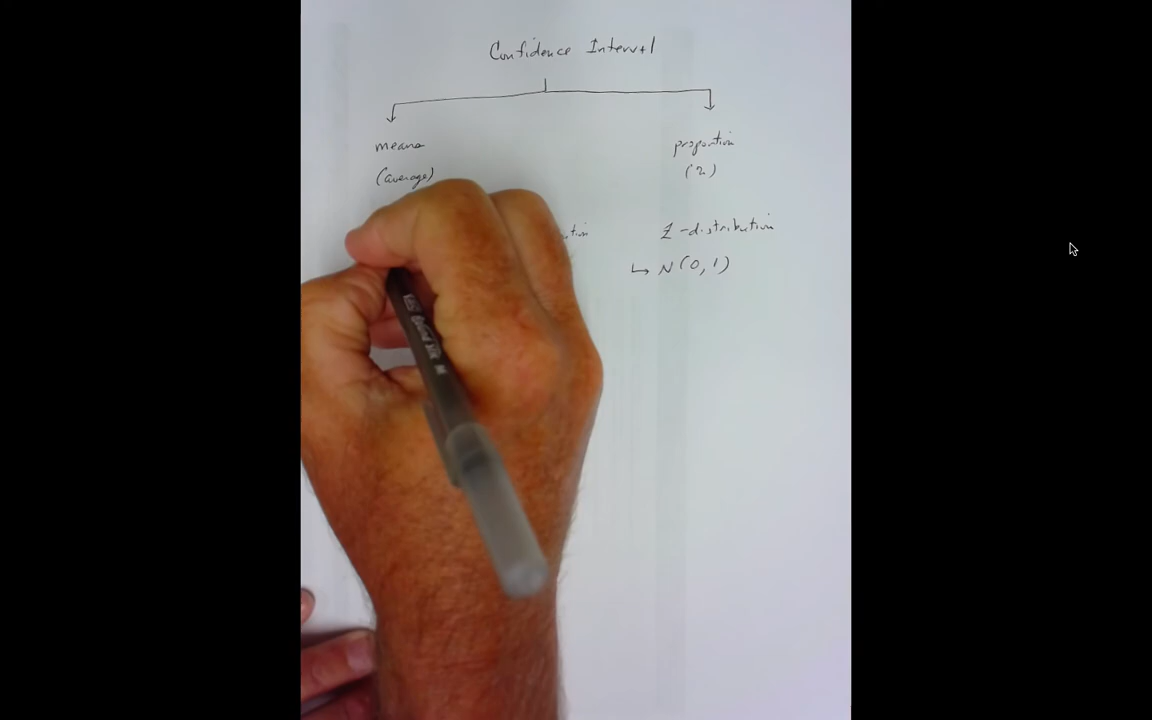 Confidence Interval
means
proportion
(average)
(%)
Z-distribution
↳ N(0,1)